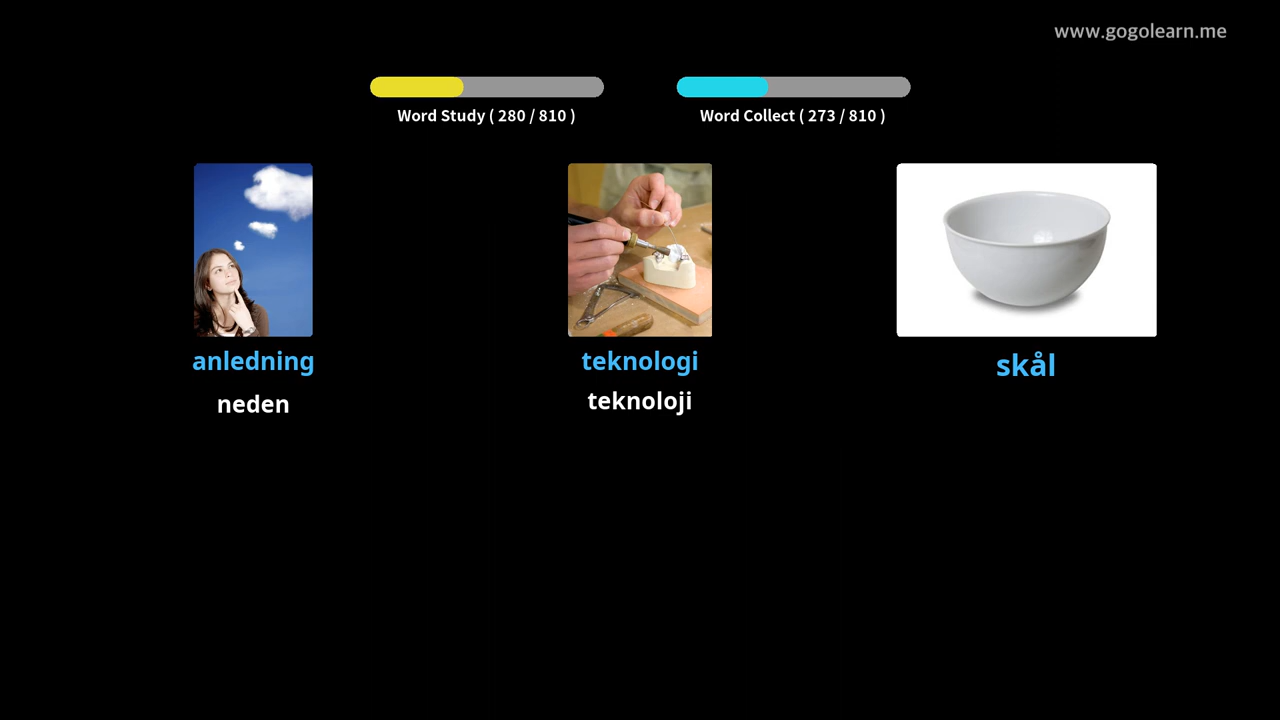 www.gogolearn.me
Word Study ( 280 / 810 )
Word Collect ( 273 / 810 )
anledning
neden
teknologi
teknoloji
skål